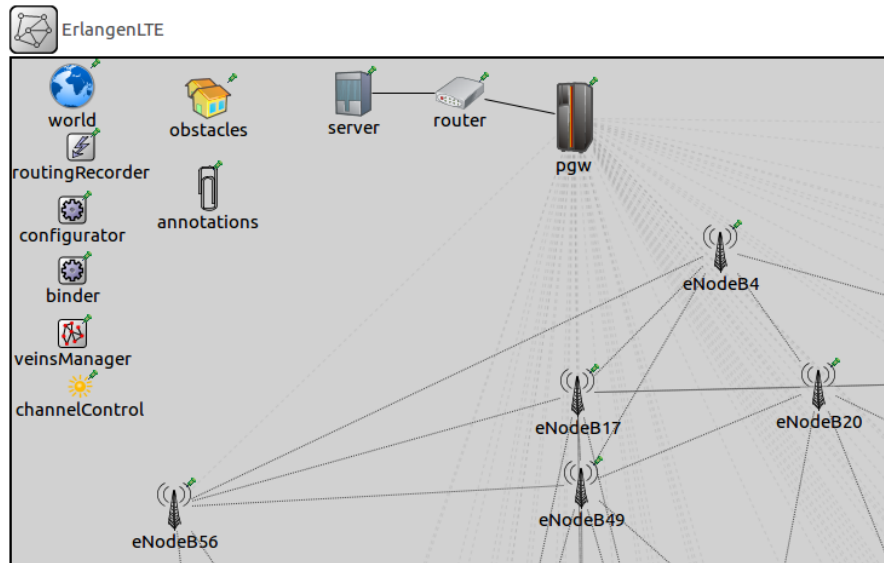 ErlangenLTE
world
obstacles
server
router
pgw
routingRecorder
annotations
configurator
eNodeB4
binder
veinsManager
channelControl
eNodeB17
eNodeB20
eNodeB49
eNodeB56